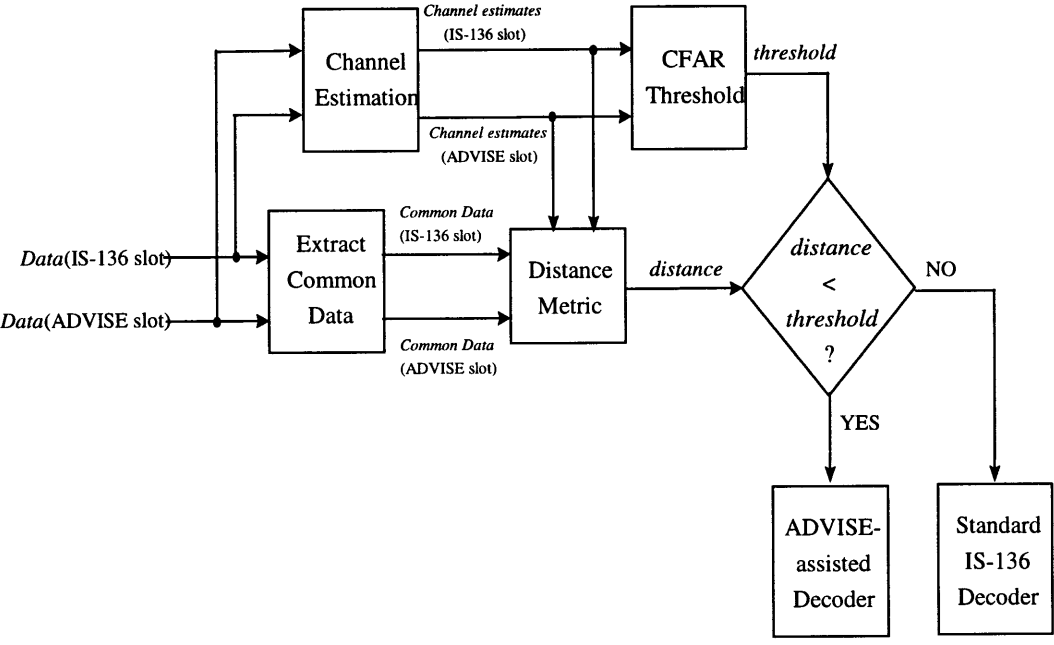 Channel estimates
(IS-136 slot)
Channel
Estimation
CFAR
Threshold
threshold
Channel estimates
(ADVISE slot)
Common Data
(IS-136 slot)
Data(IS-136 slot)
Extract
Common
Data
Distance
Metric
distance
distance
<
threshold
?
NO
Data(ADVISE slot)
Common Data
(ADVISE slot)
YES
ADVISE-
assisted
Decoder
Standard
IS-136
Decoder